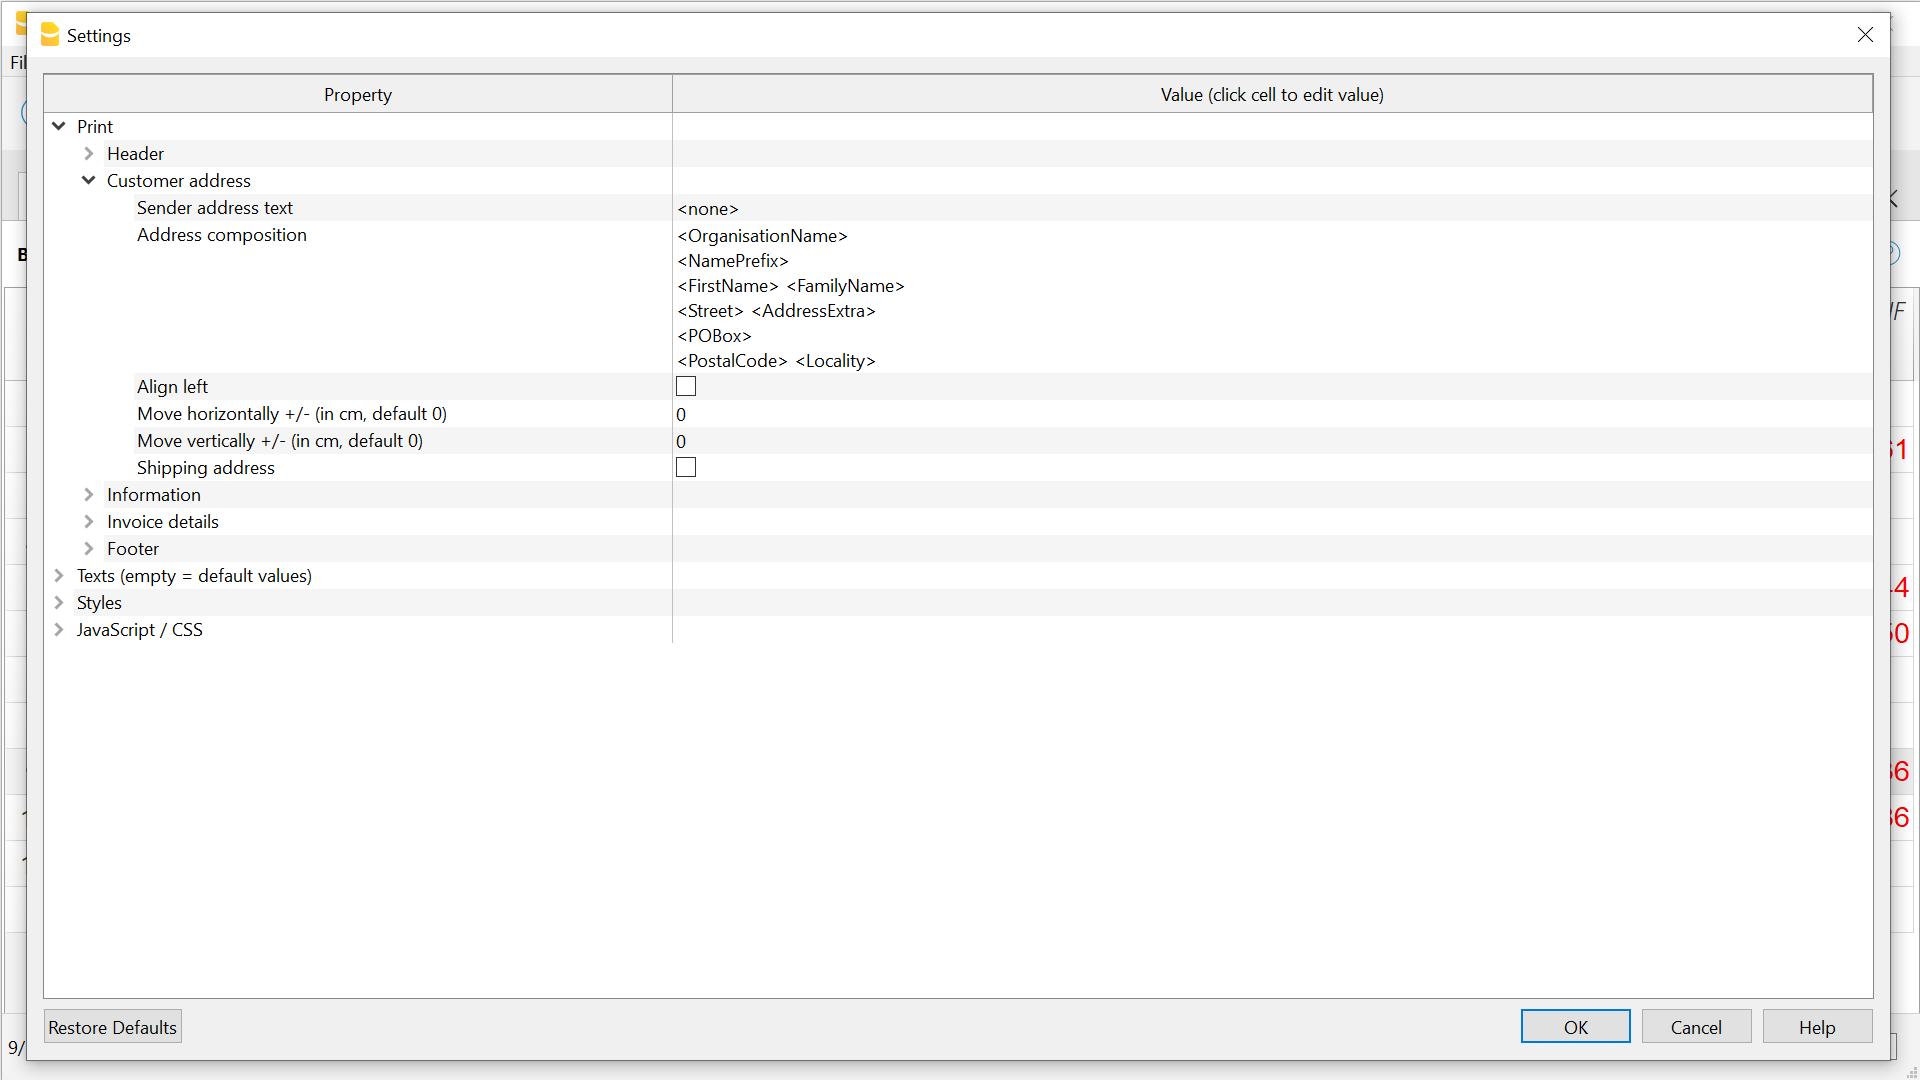 Settings
Property
Value (click cell to edit value)
Print
Header
Customer address
Sender address text
<none>
Address composition
<OrganisationName>
<NamePrefix>
<FirstName> <FamilyName>
<Street> <AddressExtra>
<POBox>
<PostalCode> <Locality>
Align left
Move horizontally +/- (in cm, default 0)
0
Move vertically +/- (in cm, default 0)
0
Shipping address
Information
Invoice details
Footer
Texts (empty = default values)
Styles
JavaScript / CSS
Restore Defaults
OK
Cancel
Help
9/